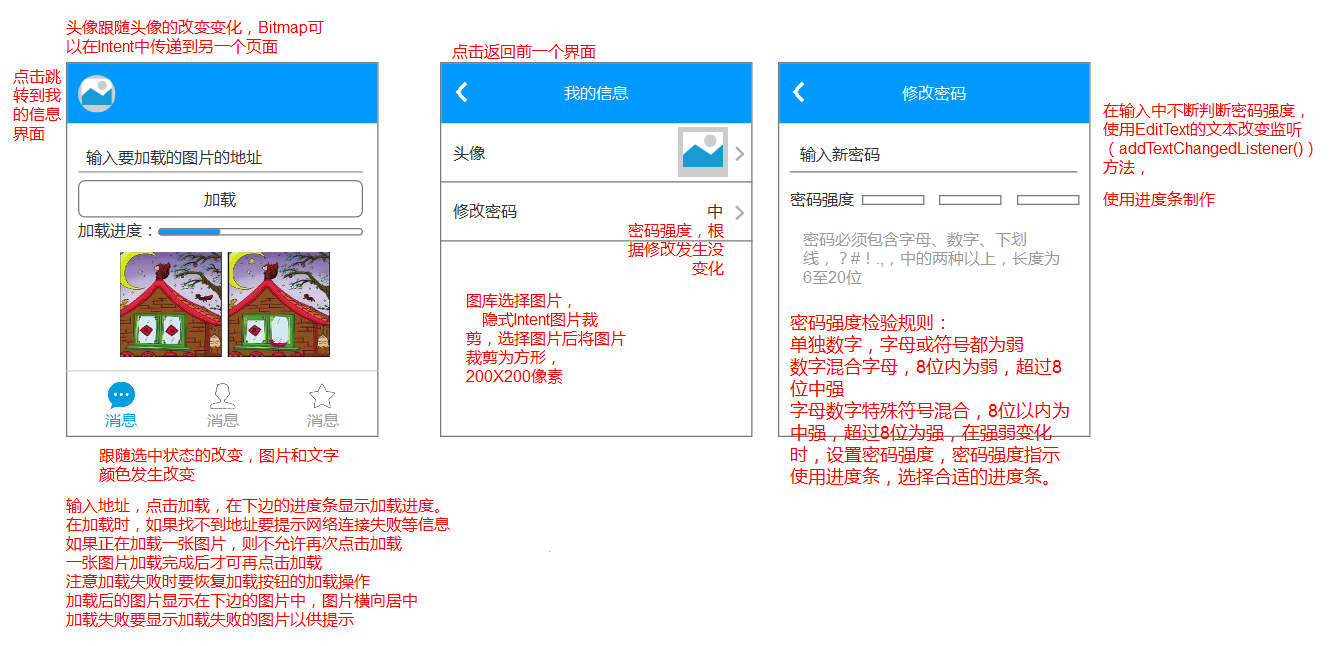 头像跟随头像的改变变化，Bitmap可
以在Intent中传递到另一个页面
点击跳
转到我
的信息
界面
输入要加载的图片的地址
加载
加载进度：
消息
消息
消息
跟随选中状态的改变，图片和文字
颜色发生改变
输入地址，点击加载，在下边的进度条显示加载进度。
在加载时，如果找不到地址要提示网络连接失败等信息
如果正在加载一张图片，则不允许再次点击加载
一张图片加载完成后才可再点击加载
注意加载失败时要恢复加载按钮的加载操作
加载后的图片显示在下边的图片中，图片横向居中
加载失败要显示加载失败的图片以供提示
点击返回前一个界面
我的信息
头像
修改密码
中
密码强度，根
据修改发生没
变化
图库选择图片，
隐式Intent图片裁
剪，选择图片后将图片
裁剪为方形，
200X200像素
修改密码
输入新密码
密码强度
密码必须包含字母、数字、下划
线，？#！.,，中的两种以上，长度为
6至20位
密码强度检验规则：
单独数字，字母或符号都为弱
数字混合字母，8位内为弱，超过8
位中强
字母数字特殊符号混合，8位以内为
中强，超过8位为强，在强弱变化
时，设置密码强度，密码强度指示
使用进度条，选择合适的进度条。
在输入中不断判断密码强度，
使用EditText的文本改变监听
（addTextChangedListener()）
方法，
使用进度条制作